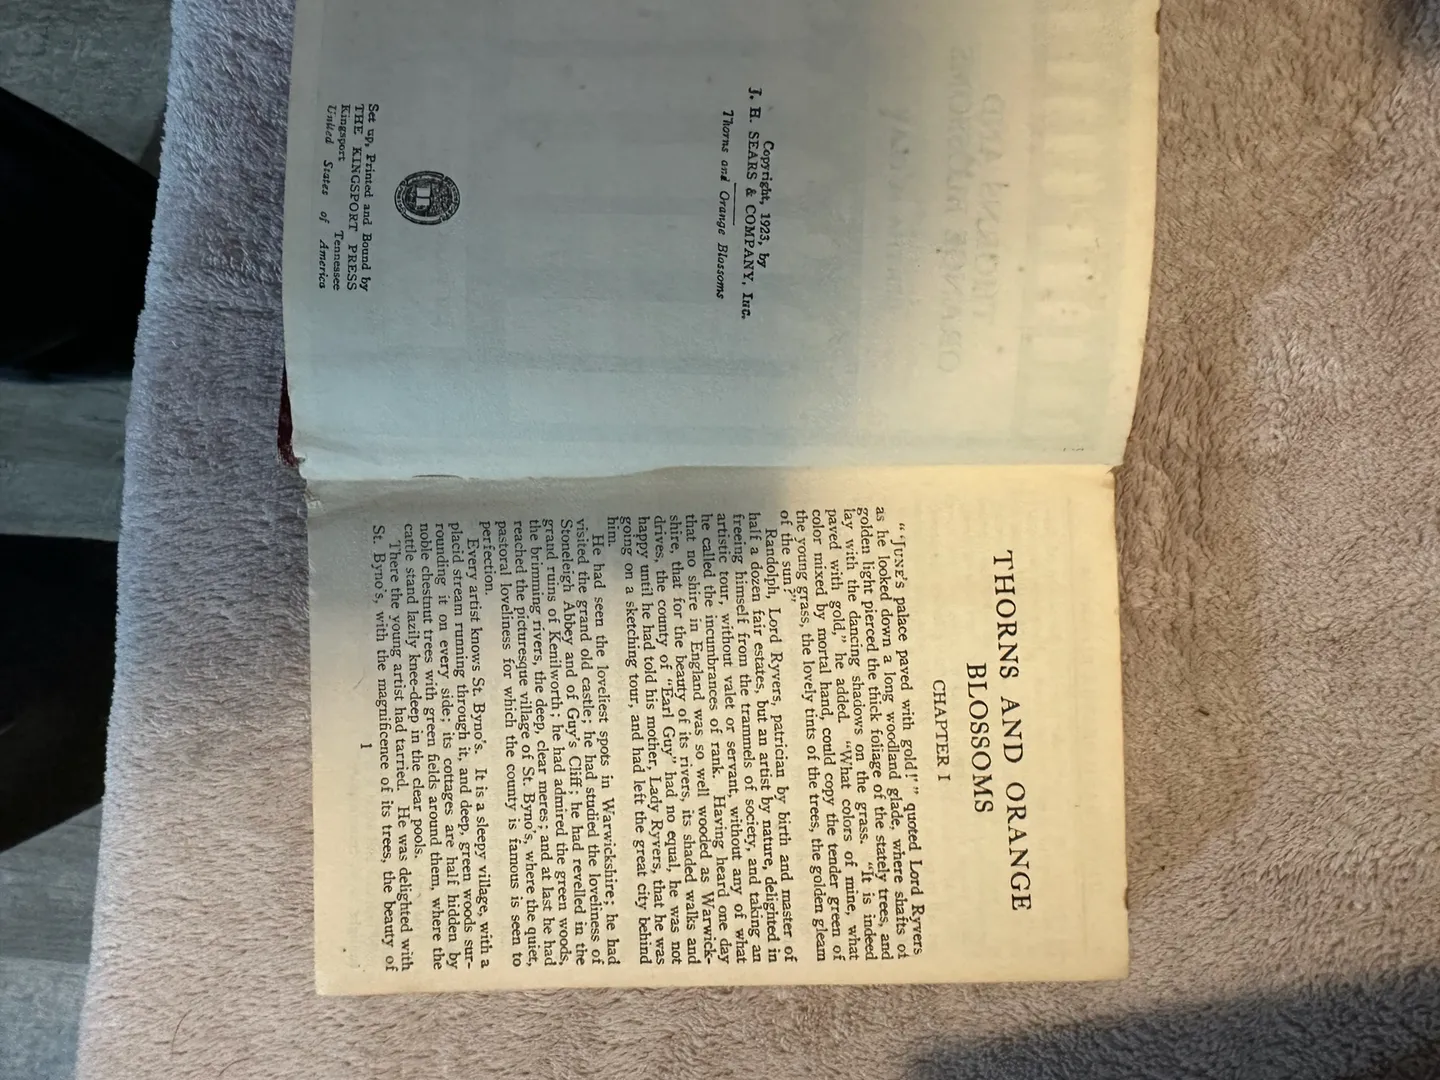 Copyright, 1923, by
J. H. SEARS & COMPANY, Inc.
Thorns and Orange Blossoms
Set up, Printed and Bound by
THE KINGSPORT PRESS
Kingsport Tennessee
United States of America
THORNS AND ORANGE
BLOSSOMS
CHAPTER I
“ ‘JUNE’s palace paved with gold!’ ” quoted Lord Ryvers
as he looked down a long woodland glade, where shafts of
golden light pierced the thick foliage of the stately trees, and
lay with the dancing shadows on the grass. “It is indeed
paved with gold,” he added. “What colors of mine, what
color mixed by mortal hand, could copy the tender green of
the young grass, the lovely tints of the trees, the golden gleam
of the sun?”
Randolph, Lord Ryvers, patrician by birth and master of
half a dozen fair estates, but an artist by nature, delighted in
freeing himself from the trammels of society, and taking an
artistic tour, without valet or servant, without any of what
he called the incumbrances of rank. Having heard one day
that no shire in England was so well wooded as Warwick-
shire, that for the beauty of its rivers, its shaded walks and
drives, the county of “Earl Guy” had no equal, he was not
happy until he had told his mother, Lady Ryvers, that he was
going on a sketching tour, and had left the great city behind
him.
He had seen the loveliest spots in Warwickshire; he had
visited the grand old castle; he had studied the loveliness of
Stoneleigh Abbey and of Guy’s Cliff; he had revelled in the
grand ruins of Kenilworth; he had admired the green woods,
the brimming rivers, the deep, clear meres; and at last he had
reached the picturesque village of St. Byno’s, where the quiet,
pastoral loveliness for which the county is famous is seen to
perfection.
Every artist knows St. Byno’s. It is a sleepy village, with a
placid stream running through it, and deep, green woods sur-
rounding it on every side; its cottages are half hidden by
noble chestnut trees with green fields around them, where the
cattle stand lazily knee-deep in the clear pools.
There the young artist had tarried. He was delighted with
St. Byno’s, with the magnificence of its trees, the beauty of
1